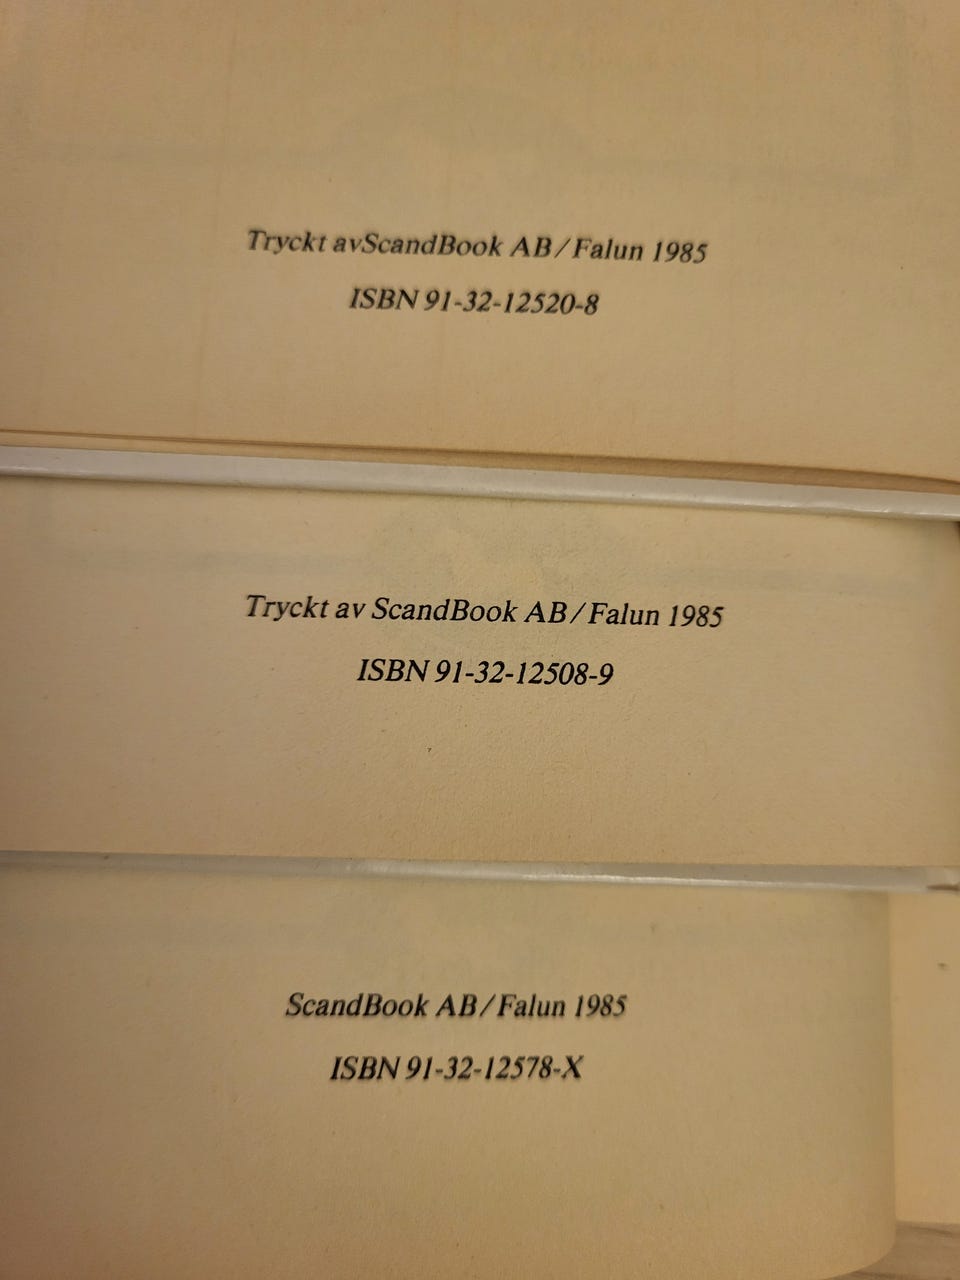 Tryckt avScandBook AB/Falun 1985
ISBN 91-32-12520-8
Tryckt av ScandBook AB/Falun 1985
ISBN 91-32-12508-9
ScandBook AB/Falun 1985
ISBN 91-32-12578-X